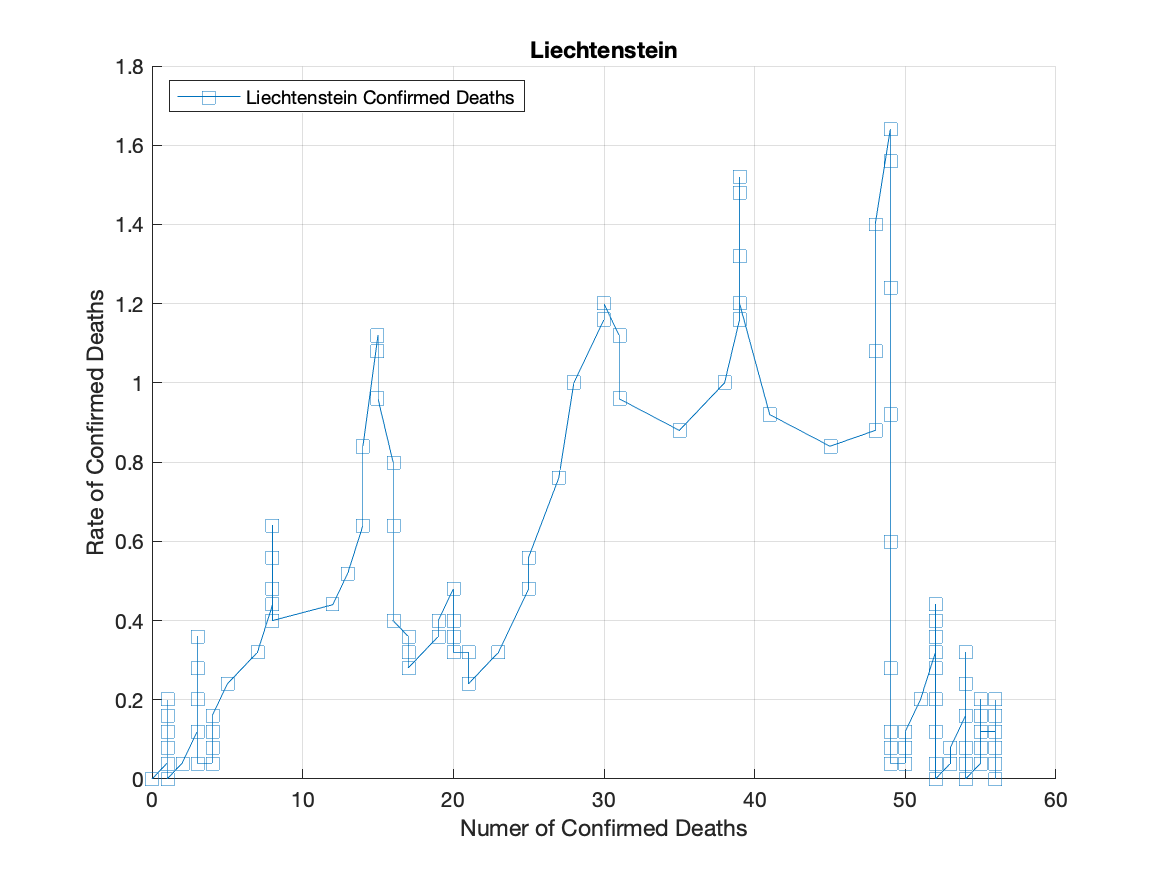 Liechtenstein
Liechtenstein Confirmed Deaths
1.8
1.6
1.4
1.2
1
0.8
0.6
0.4
0.2
0
Rate of Confirmed Deaths
0 10 20 30 40 50 60
Numer of Confirmed Deaths